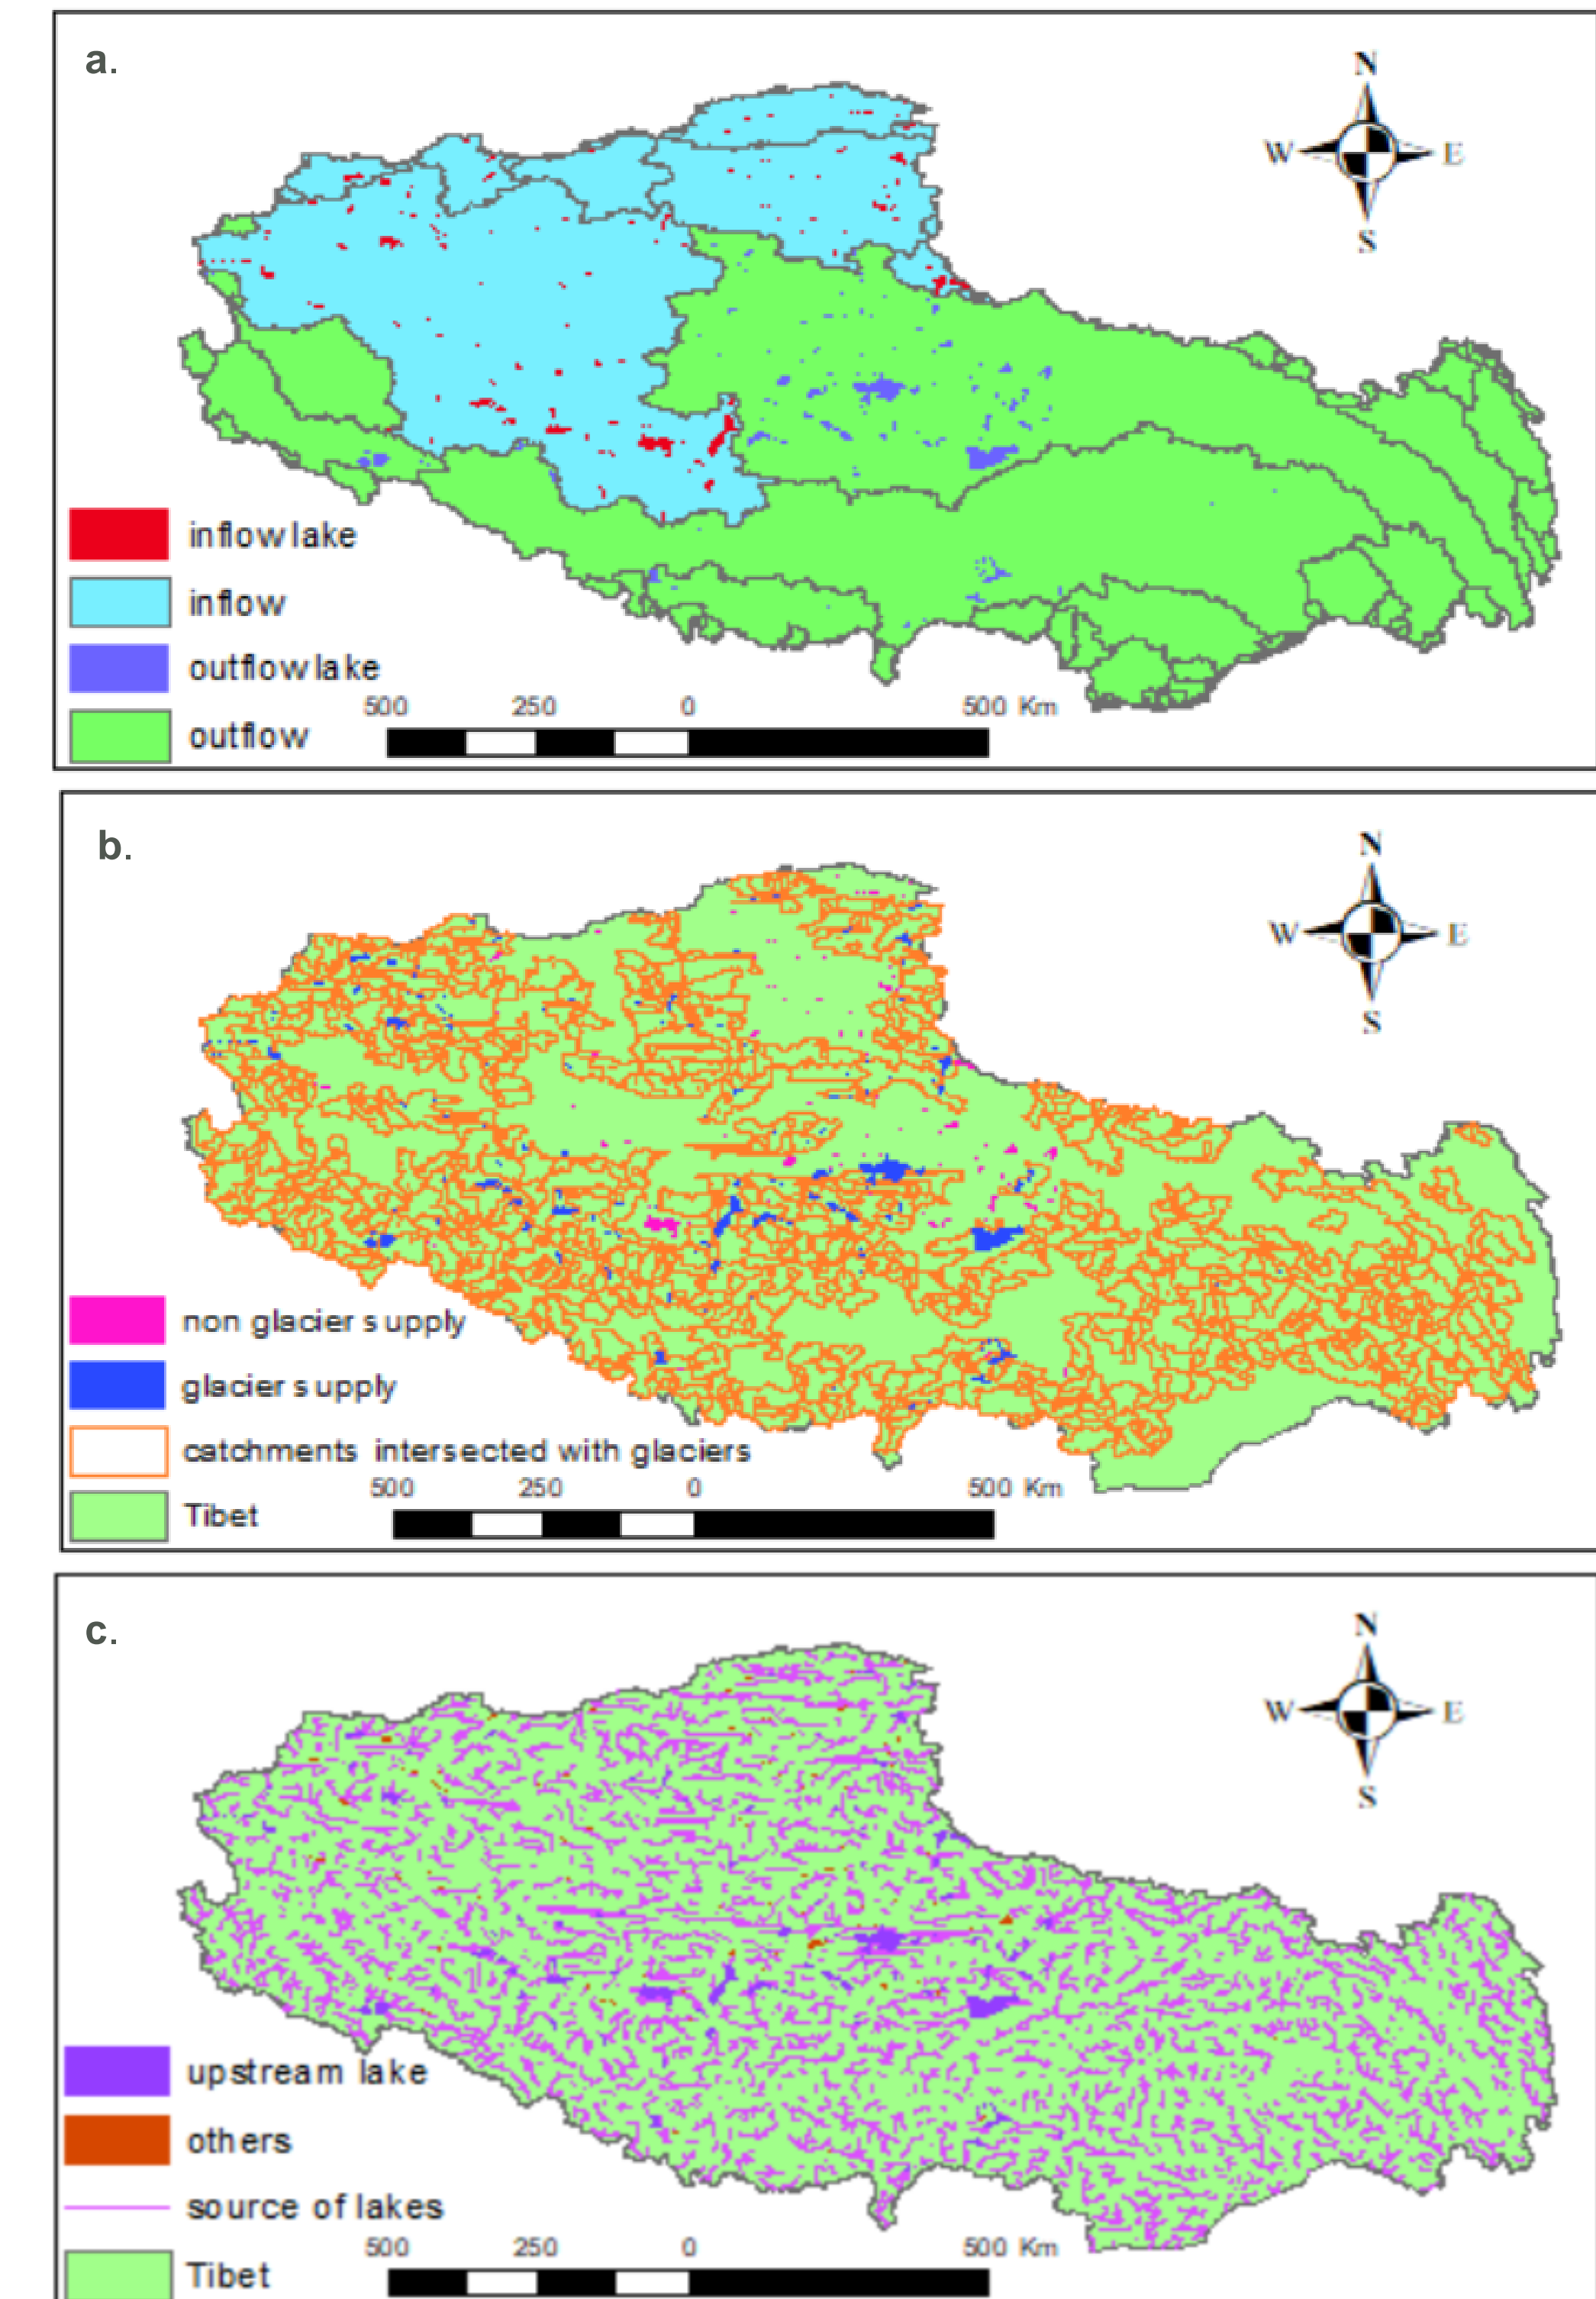 a.
N
W E
S
inflow lake
inflow
outflow lake
outflow
500 250 0 500 Km
b.
N
W E
S
non glacier supply
glacier supply
catchments intersected with glaciers
Tibet
500 250 0 500 Km
c.
N
W E
S
upstream lake
others
source of lakes
Tibet
500 250 0 500 Km